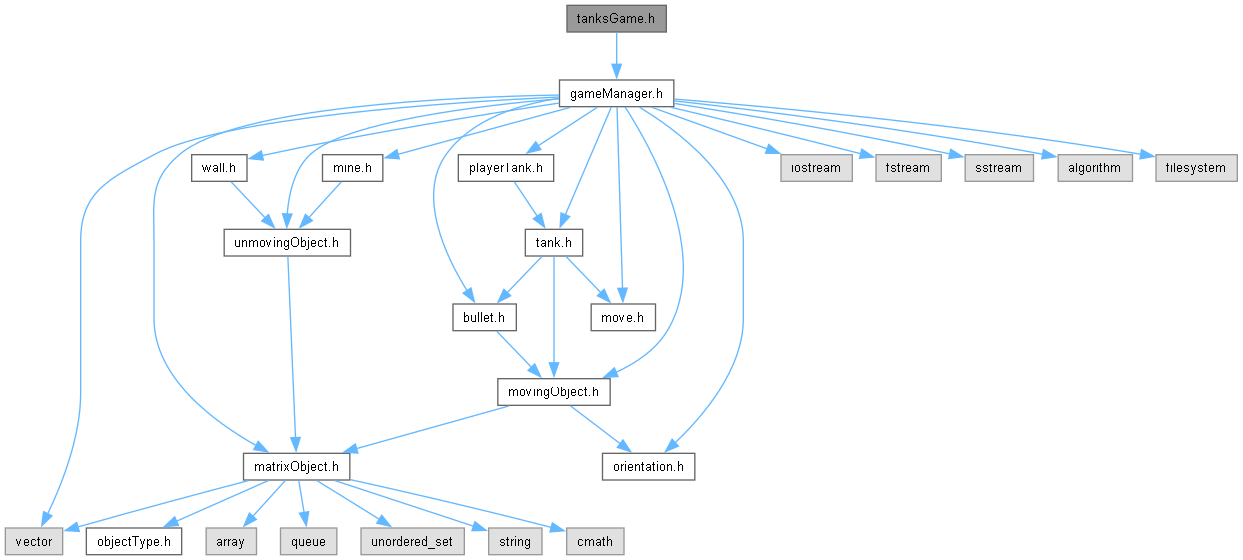 tanksGame.h
gameManager.h
wall.h
mine.h
playerTank.h
iostream
fstream
sstream
algorithm
filesystem
unmovingObject.h
tank.h
bullet.h
move.h
movingObject.h
matrixObject.h
orientation.h
vector
objectType.h
array
queue
unordered_set
string
cmath